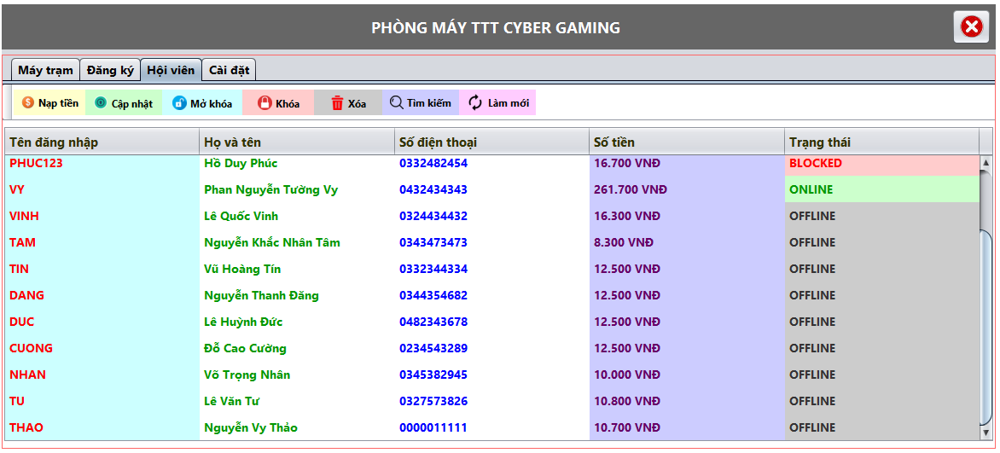 PHÒNG MÁY TTT CYBER GAMING
Máy trạm Đăng ký Hội viên Cài đặt
Nạp tiền Cập nhật Mở khóa Khóa Xóa Tìm kiếm Làm mới
Tên đăng nhập Họ và tên Số điện thoại Số tiền Trạng thái
PHUC123 Hồ Duy Phúc 0332482454 16.700 VNĐ BLOCKED
VY Phan Nguyễn Tường Vy 0432434343 261.700 VNĐ ONLINE
VINH Lê Quốc Vinh 0324434432 16.300 VNĐ OFFLINE
TAM Nguyễn Khắc Nhân Tâm 0343473473 8.300 VNĐ OFFLINE
TIN Vũ Hoàng Tín 0332344334 12.500 VNĐ OFFLINE
DANG Nguyễn Thanh Đăng 0344354682 12.500 VNĐ OFFLINE
DUC Lê Huỳnh Đức 0482343678 12.500 VNĐ OFFLINE
CUONG Đỗ Cao Cường 0234543289 12.500 VNĐ OFFLINE
NHAN Võ Trọng Nhân 0345382945 10.000 VNĐ OFFLINE
TU Lê Văn Tư 0327573826 10.800 VNĐ OFFLINE
THAO Nguyễn Vy Thảo 0000011111 10.700 VNĐ OFFLINE